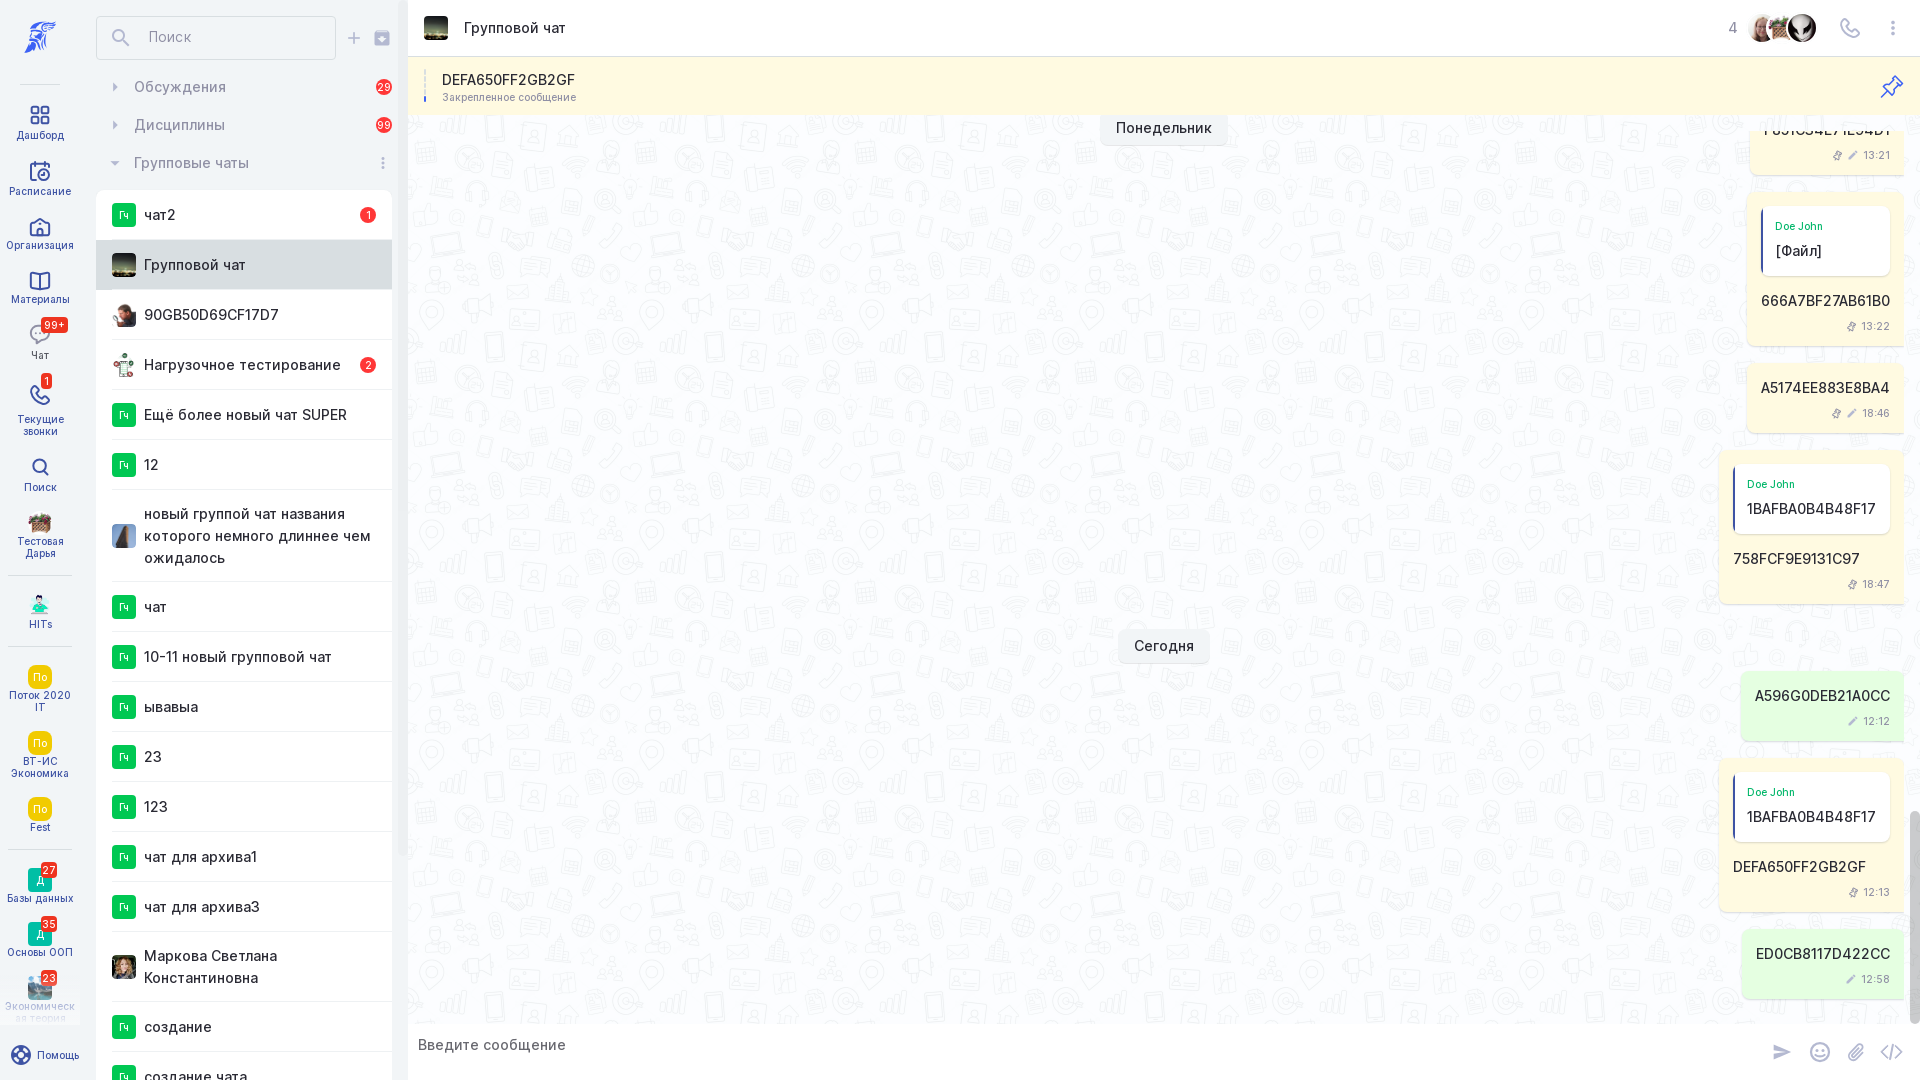 Дашборд
Расписание
Организация
Материалы
99+
Чат
1
Текущие
звонки
Поиск
Тестовая
Дарья
HITs
По
Поток 2020
IT
По
ВТ-ИС
Экономика
По
Fest
27
Д
Базы данных
35
Д
Основы ООП
23
Экономическ
ая теория
Помощь
Поиск
Обсуждения
29
Дисциплины
99
Групповые чаты
Гч
чат2
1
Групповой чат
90GB50D69CF17D7
Нагрузочное тестирование
2
Гч
Ещё более новый чат SUPER
Гч
12
новый группой чат названия
которого немного длиннее чем
ожидалось
Гч
чат
Гч
10-11 новый групповой чат
Гч
ывавыа
Гч
23
Гч
123
Гч
чат для архива1
Гч
чат для архива3
Маркова Светлана
Константиновна
Гч
создание
Гч
создание чата
Групповой чат
4
DEFA650FF2GB2GF
Закрепленное сообщение
Понедельник
13:21
Doe John
[Файл]
666A7BF27AB61B0
13:22
A5174EE883E8BA4
18:46
Doe John
1BAFBA0B4B48F17
758FCF9E9131C97
18:47
Сегодня
A596G0DEB21A0CC
12:12
Doe John
1BAFBA0B4B48F17
DEFA650FF2GB2GF
12:13
ED0CB8117D422CC
12:58
Введите сообщение